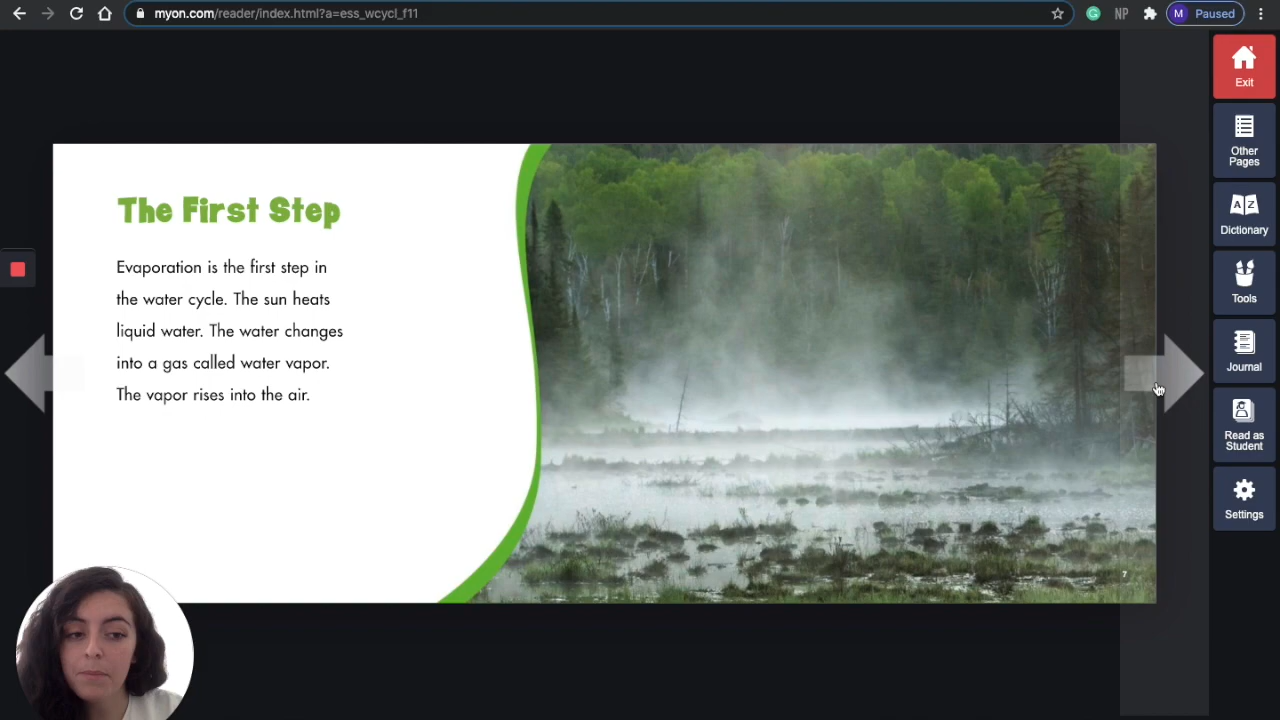 myon.com/reader/index.html?a=ess_wcycl_f11
NP
M Paused
Exit
Other
Pages
A Z
Dictionary
Tools
Journal
Read as
Student
Settings
The First Step
Evaporation is the first step in
the water cycle. The sun heats
liquid water. The water changes
into a gas called water vapor.
The vapor rises into the air.
7